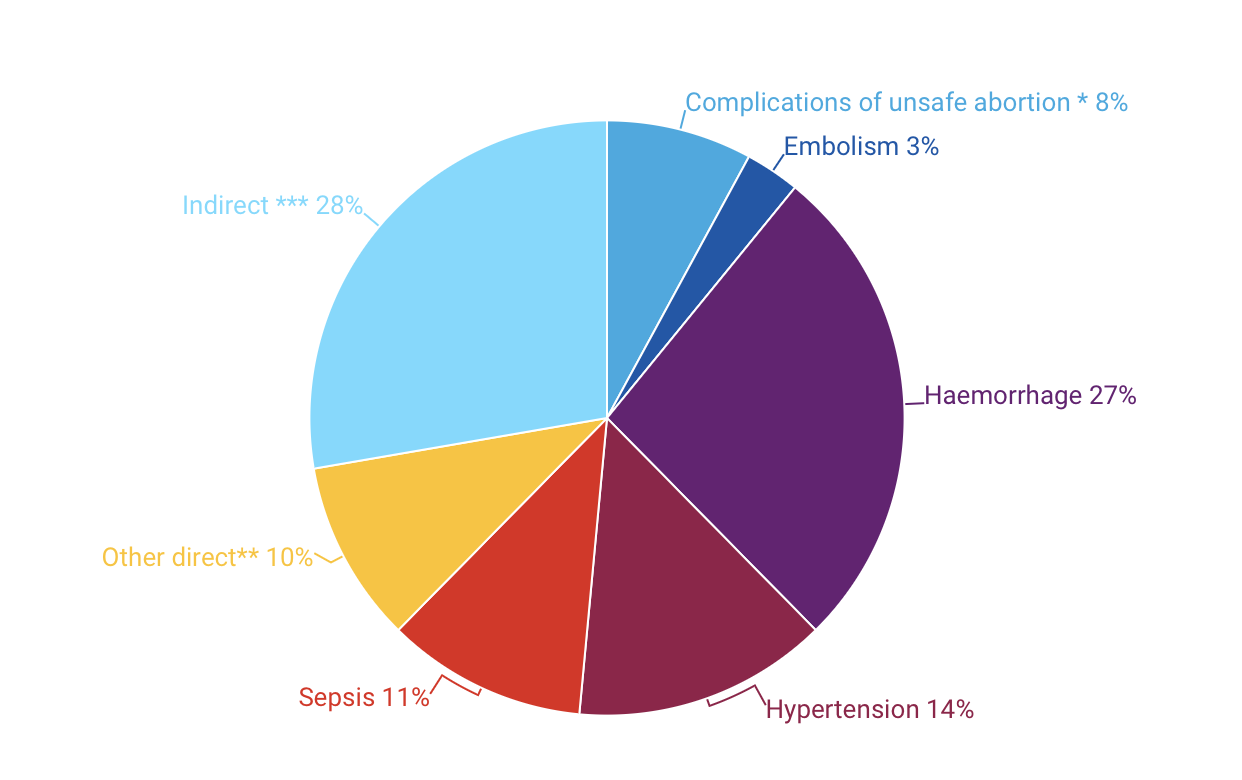 Complications of unsafe abortion * 8%
Embolism 3%
Indirect *** 28%
Haemorrhage 27%
Other direct** 10%
Sepsis 11%
Hypertension 14%